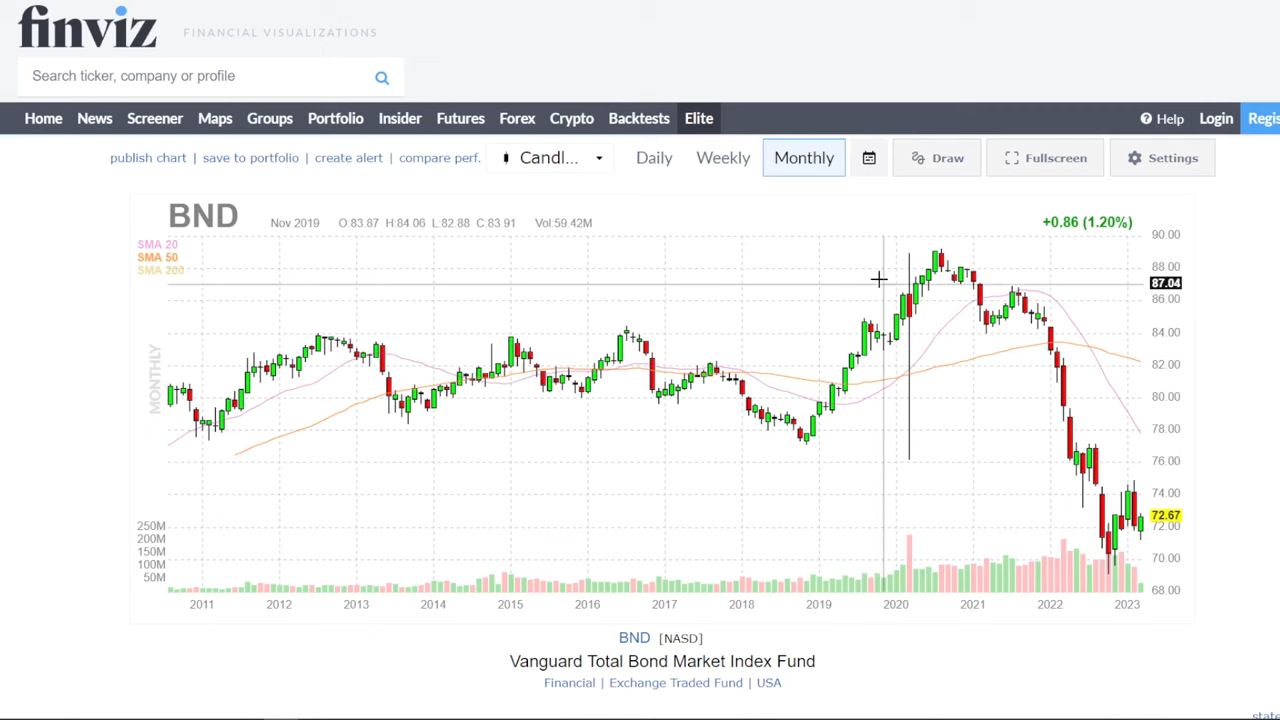 finviz FINANCIAL VISUALIZATIONS
Search ticker, company or profile
Home News Screener Maps Groups Portfolio Insider Futures Forex Crypto Backtests Elite Help Login Regis
publish chart | save to portfolio | create alert | compare perf. Candl... Daily Weekly Monthly Draw Fullscreen Settings
BND Nov 2019 O:83.87 H:84.06 L:82.88 C:83.91 Vol:59.42M +0.86 (1.20%)
SMA 20
SMA 50
SMA 200
MONTHLY
90.00
88.00
87.04
86.00
84.00
82.00
80.00
78.00
76.00
74.00
72.67
72.00
70.00
68.00
250M
200M
150M
100M
50M
2011 2012 2013 2014 2015 2016 2017 2018 2019 2020 2021 2022 2023
BND [NASD]
Vanguard Total Bond Market Index Fund
Financial | Exchange Traded Fund | USA
state